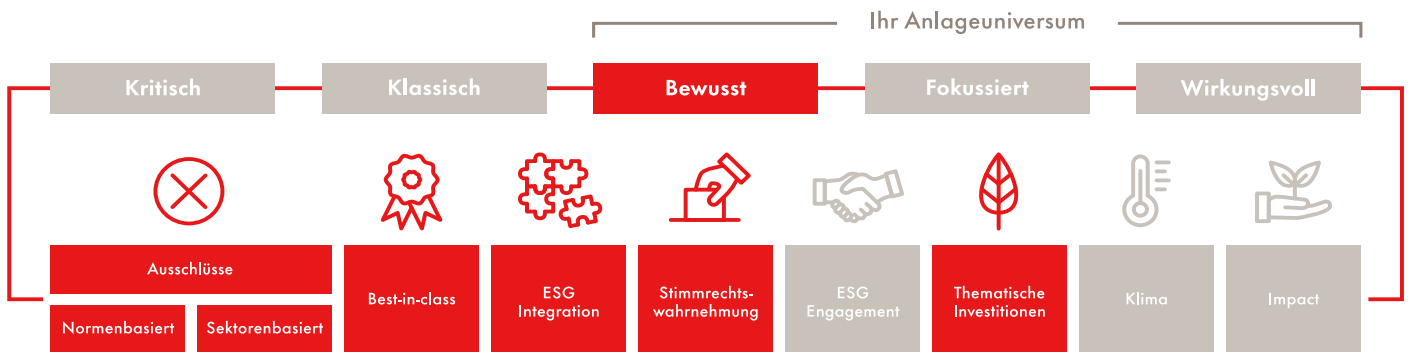 Ihr Anlageuniversum
Kritisch
Klassisch
Bewusst
Fokussiert
Wirkungsvoll
Ausschlüsse
Normenbasiert
Sektorenbasiert
Best-in-class
ESG
Integration
Stimmrechts-
wahrnehmung
ESG
Engagement
Thematische
Investitionen
Klima
Impact